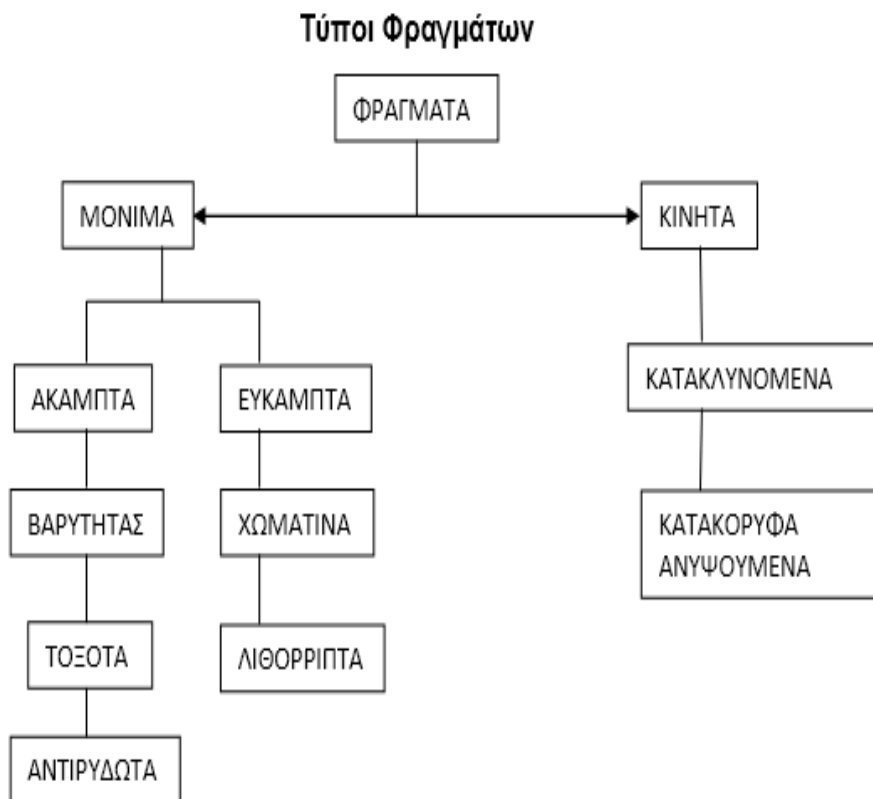 Τύποι Φραγμάτων
ΦΡΑΓΜΑΤΑ
ΜΟΝΙΜΑ
ΚΙΝΗΤΑ
ΑΚΑΜΠΤΑ
ΕΥΚΑΜΠΤΑ
ΚΑΤΑΚΛΥΝΟΜΕΝΑ
ΒΑΡΥΤΗΤΑΣ
ΧΩΜΑΤΙΝΑ
ΚΑΤΑΚΟΡΥΦΑ
ΑΝΥΨΟΥΜΕΝΑ
ΤΟΞΟΤΑ
ΛΙΘΟΡΡΙΠΤΑ
ΑΝΤΙΡΥΔΩΤΑ